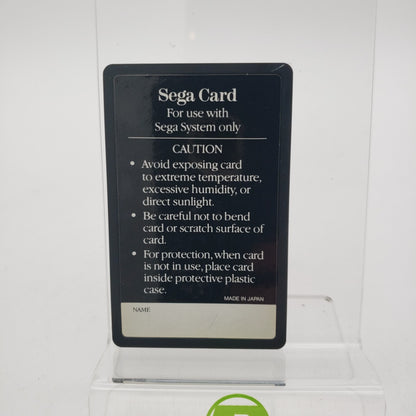 Sega Card
For use with
Sega System only
CAUTION
• Avoid exposing card
to extreme temperature,
excessive humidity, or
direct sunlight.
• Be careful not to bend
card or scratch surface of
card.
• For protection, when card
is not in use, place card
inside protective plastic
case.
MADE IN JAPAN
NAME